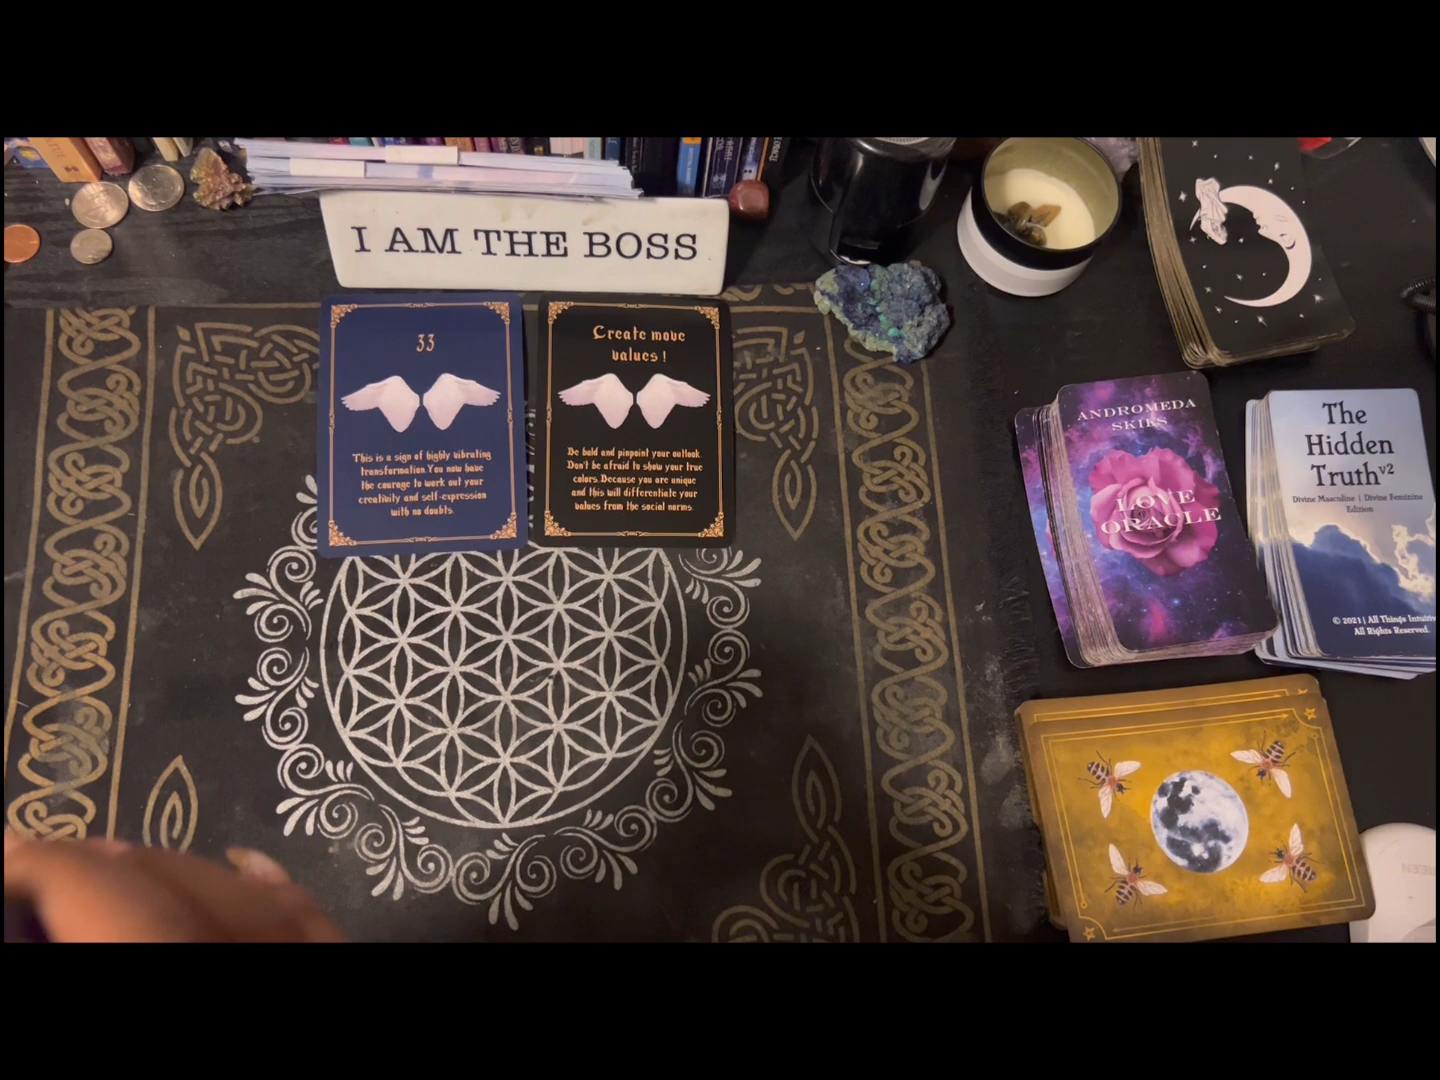 I AM THE BOSS
33
This is a sign of highly vibrating
transformation. You now have
the courage to work out your
creativity and self-expression
with no doubts.
Create move
values !
Be bold and pinpoint your outlook.
Don't be afraid to show your true
colors. Because you are unique
and this will differentiate your
values from the social norms.
ANDROMEDA
SKIES
LOVE
ORACLE
The
Hidden
Truth v2
Divine Masculine | Divine Feminine
Edition
© 2021 | All Things Intuitiv
All Rights Reserved.